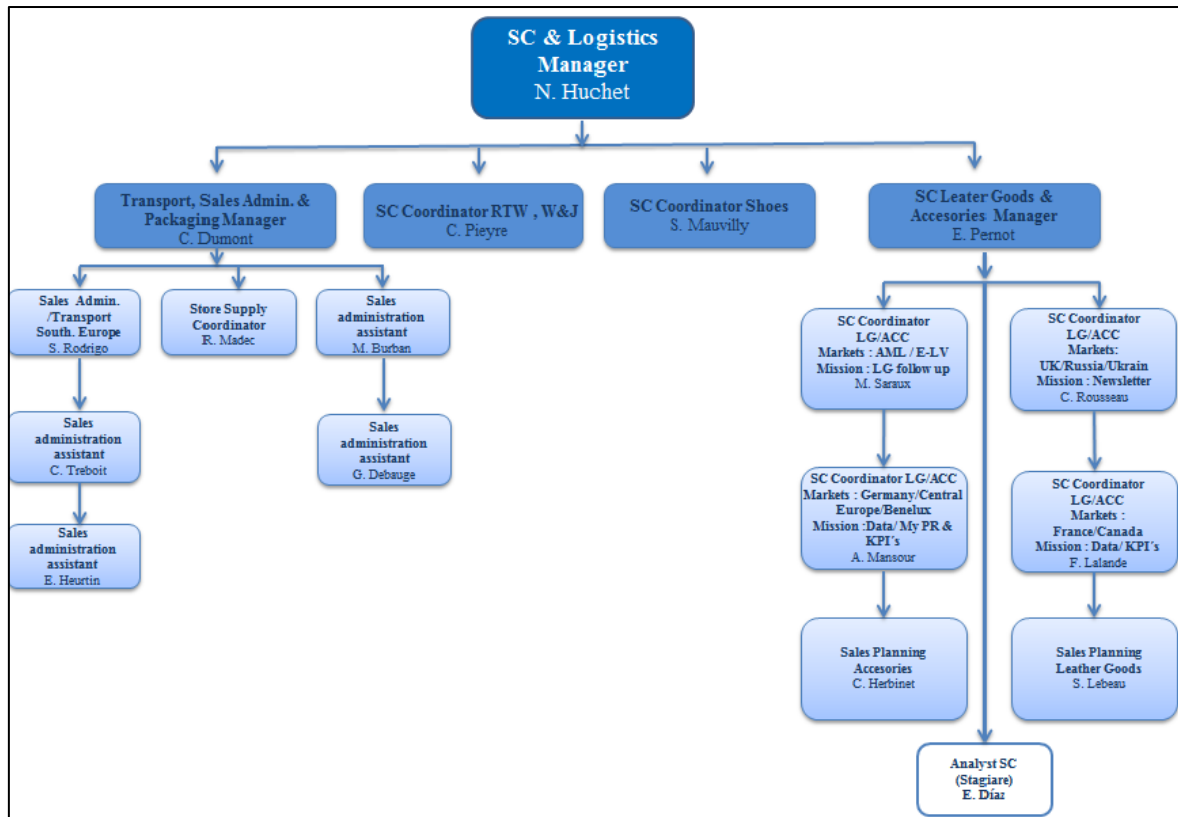 SC & Logistics
Manager
N. Huchet
Transport, Sales Admin. &
Packaging Manager
C. Dumont
SC Coordinator RTW , W&J
C. Pieyre
SC Coordinator Shoes
S. Mauvilly
SC Leater Goods &
Accesories Manager
E. Pernot
Sales Admin.
/Transport
South. Europe
S. Rodrigo
Store Supply
Coordinator
R. Madec
Sales
administration
assistant
M. Burban
SC Coordinator
LG/ACC
Markets : AML / E-LV
Mission : LG follow up
M. Saraux
SC Coordinator
LG/ACC
Markets:
UK/Russia/Ukrain
Mission : Newsletter
C. Rousseau
Sales
administration
assistant
C. Treboit
Sales
administration
assistant
G. Debauge
SC Coordinator LG/ACC
Markets : Germany/Central
Europe/Benelux
Mission :Data/ My PR &
KPI´s
A. Mansour
SC Coordinator
LG/ACC
Markets :
France/Canada
Mission : Data/ KPI´s
F. Lalande
Sales
administration
assistant
E. Heurtin
Sales Planning
Accesories
C. Herbinet
Sales Planning
Leather Goods
S. Lebeau
Analyst SC
(Stagiare)
E. Díaz